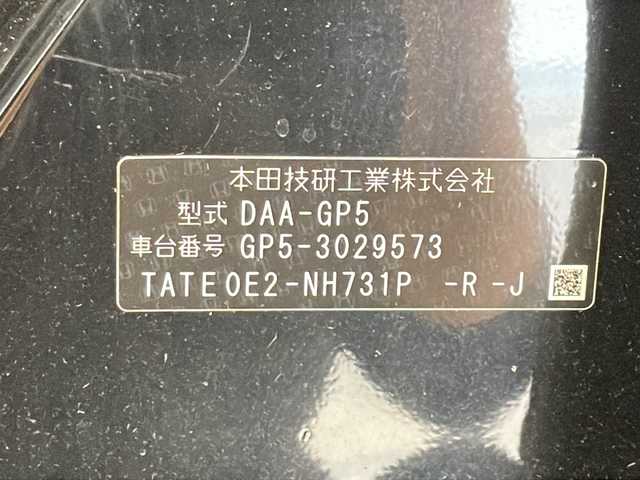 本田技研工業株式会社
型式 DAA-GP5
車台番号 GP5-3029573
TATE0E2-NH731P -R -J